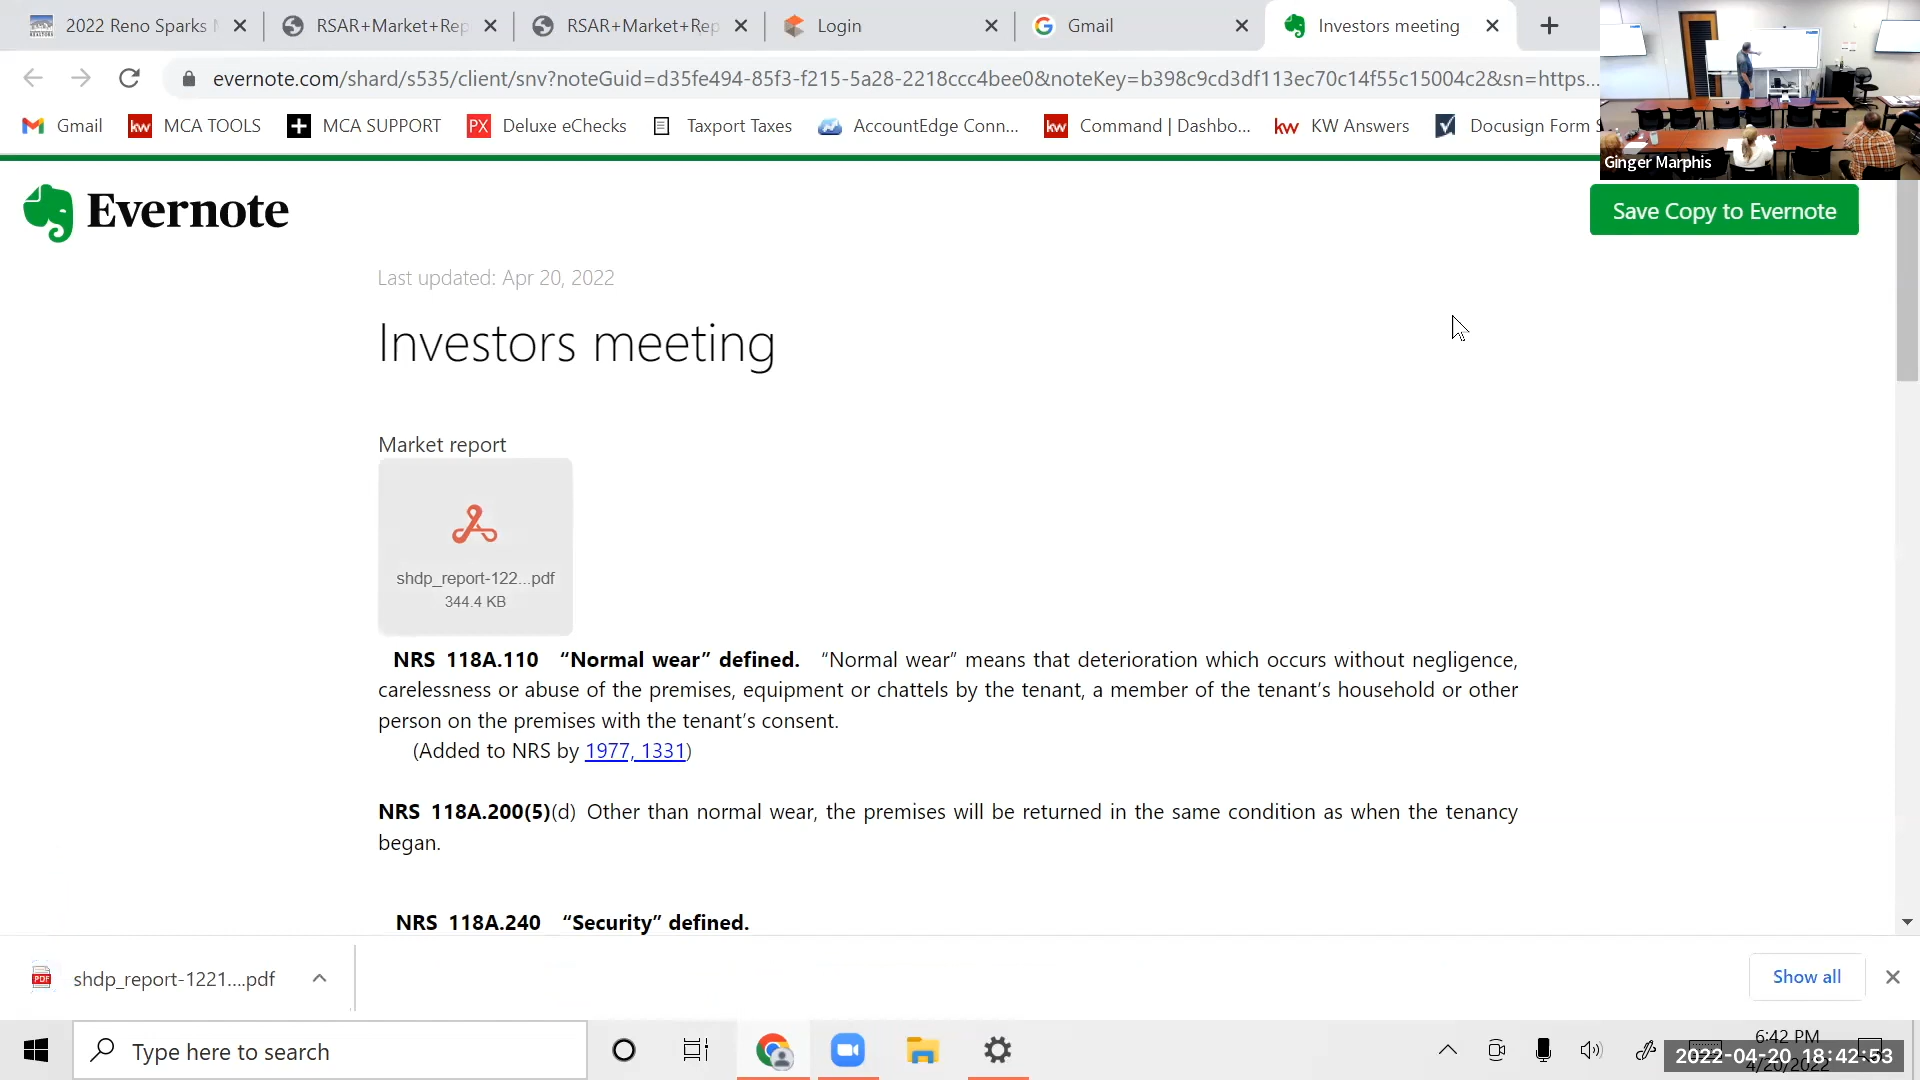 2022 Reno Sparks
RSAR+Market+Rep
RSAR+Market+Rep
Login
Gmail
Investors meeting
evernote.com/shard/s535/client/snv?noteGuid=d35fe494-85f3-f215-5a28-2218ccc4bee0&noteKey=b398c9cd3df113ec70c14f55c15004c2&sn=https...
Gmail
kw MCA TOOLS
MCA SUPPORT
PX Deluxe eChecks
Taxport Taxes
AccountEdge Conn...
kw Command | Dashbo...
kw KW Answers
Docusign Form
Ginger Marphis
Evernote
Save Copy to Evernote
Last updated: Apr 20, 2022
Investors meeting
Market report
shdp_report-122...pdf
344.4 KB
NRS 118A.110 “Normal wear” defined. “Normal wear” means that deterioration which occurs without negligence,
carelessness or abuse of the premises, equipment or chattels by the tenant, a member of the tenant’s household or other
person on the premises with the tenant’s consent.
(Added to NRS by 1977, 1331)
NRS 118A.200(5)(d) Other than normal wear, the premises will be returned in the same condition as when the tenancy
began.
NRS 118A.240 “Security” defined.
PDF shdp_report-1221....pdf
Show all
Type here to search
6:42 PM
4/20/2022
2022-04-20 18:42:53